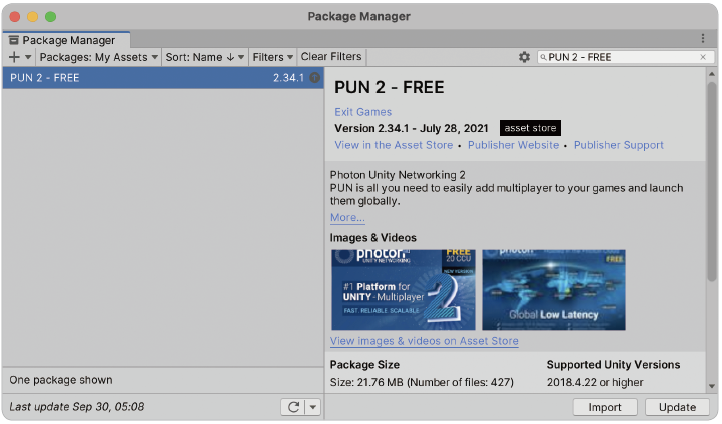 Package Manager
Package Manager
Packages: My Assets
Sort: Name ↓
Filters
Clear Filters
PUN 2 - FREE
PUN 2 - FREE
2.34.1
PUN 2 - FREE
Exit Games
Version 2.34.1 - July 28, 2021
asset store
View in the Asset Store • Publisher Website • Publisher Support
Photon Unity Networking 2
PUN is all you need to easily add multiplayer to your games and launch
them globally.
More...
Images & Videos
photon
UNITY NETWORKING
FREE
20 CCU
NEW VERSION
#1 Platform for
UNITY - Multiplayer
2
FAST, RELIABLE SCALABLE
photon
FREE
Global Low Latency
View images & videos on Asset Store
Package Size
Size: 21.76 MB (Number of files: 427)
Supported Unity Versions
2018.4.22 or higher
One package shown
Last update Sep 30, 05:08
Import
Update